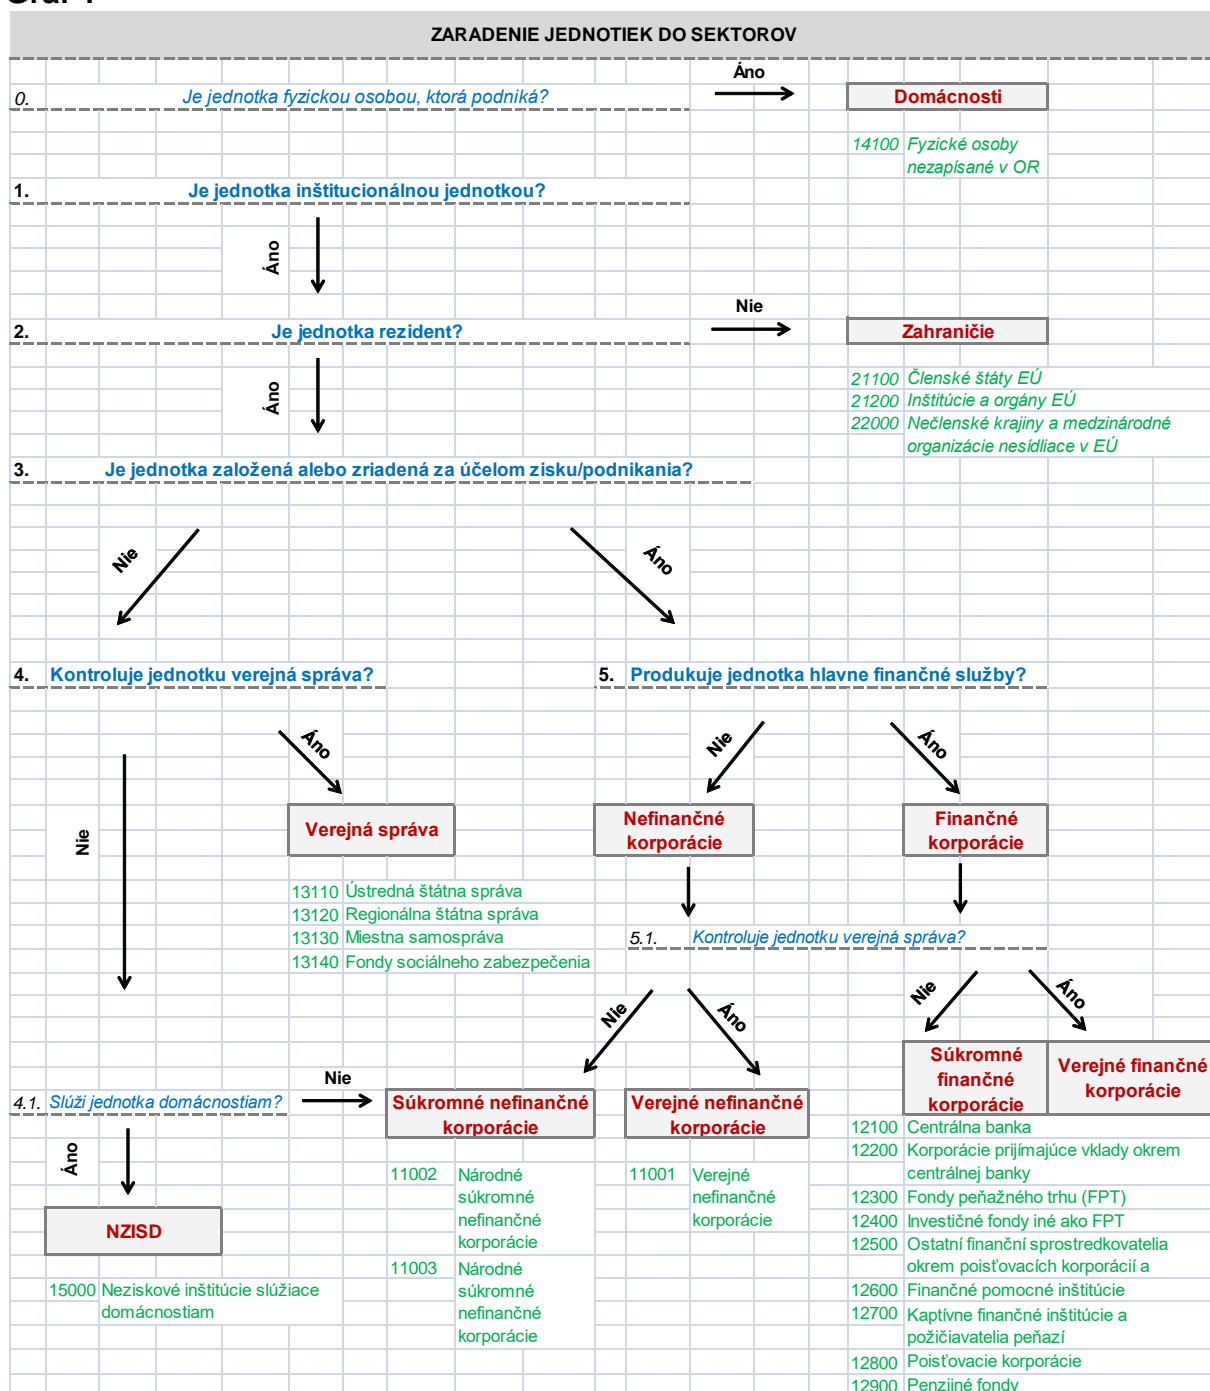 ZARADENIE JEDNOTIEK DO SEKTOROV
Áno
0. Je jednotka fyzickou osobou, ktorá podniká?
Domácnosti
14100 Fyzické osoby
nezapísané v OR
1. Je jednotka inštitucionálnou jednotkou?
Áno
Nie
2. Je jednotka rezident?
Zahraničie
Áno
21100 Členské štáty EÚ
21200 Inštitúcie a orgány EÚ
22000 Nečlenské krajiny a medzinárodné
organizácie nesídliace v EÚ
3. Je jednotka založená alebo zriadená za účelom zisku/podnikania?
Nie
Áno
4. Kontroluje jednotku verejná správa?
5. Produkuje jednotka hlavne finančné služby?
Áno
Nie
Áno
Nie
Verejná správa
Nefinančné
korporácie
Finančné
korporácie
13110 Ústredná štátna správa
13120 Regionálna štátna správa
13130 Miestna samospráva
13140 Fondy sociálneho zabezpečenia
5.1. Kontroluje jednotku verejná správa?
Nie
Áno
Nie
Áno
4.1. Slúži jednotka domácnostiam?
Nie
Súkromné nefinančné
korporácie
Verejné nefinančné
korporácie
Súkromné
finančné
korporácie
Verejné finančné
korporácie
Áno
NZISD
15000 Neziskové inštitúcie slúžiace
domácnostiam
11002 Národné
súkromné
nefinančné
korporácie
11003 Národné
súkromné
nefinančné
korporácie
11001 Verejné
nefinančné
korporácie
12100 Centrálna banka
12200 Korporácie prijímajúce vklady okrem
centrálnej banky
12300 Fondy peňažného trhu (FPT)
12400 Investičné fondy iné ako FPT
12500 Ostatní finanční sprostredkovatelia
okrem poisťovacích korporácií a
12600 Finančné pomocné inštitúcie
12700 Kaptívne finančné inštitúcie a
požičiavatelia peňazí
12800 Poisťovacie korporácie
12900 Penzijné fondy